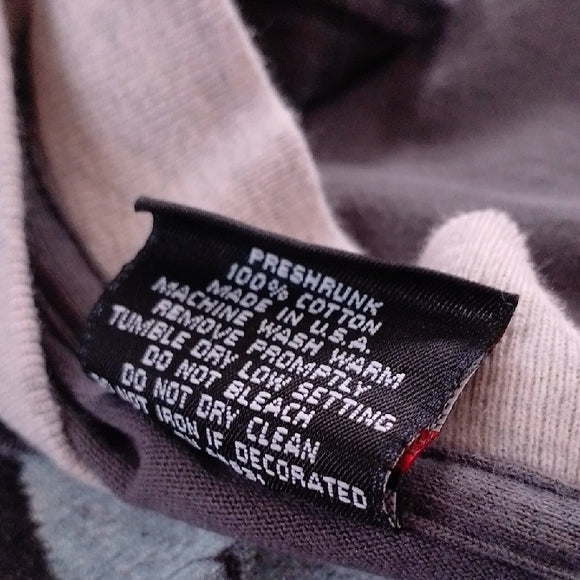 PRESHRUNK
100% COTTON
MADE IN U.S.A.
MACHINE WASH WARM
REMOVE PROMPTLY
TUMBLE DRY LOW SETTING
DO NOT BLEACH
DO NOT DRY CLEAN
NOT IRON IF DECORATED